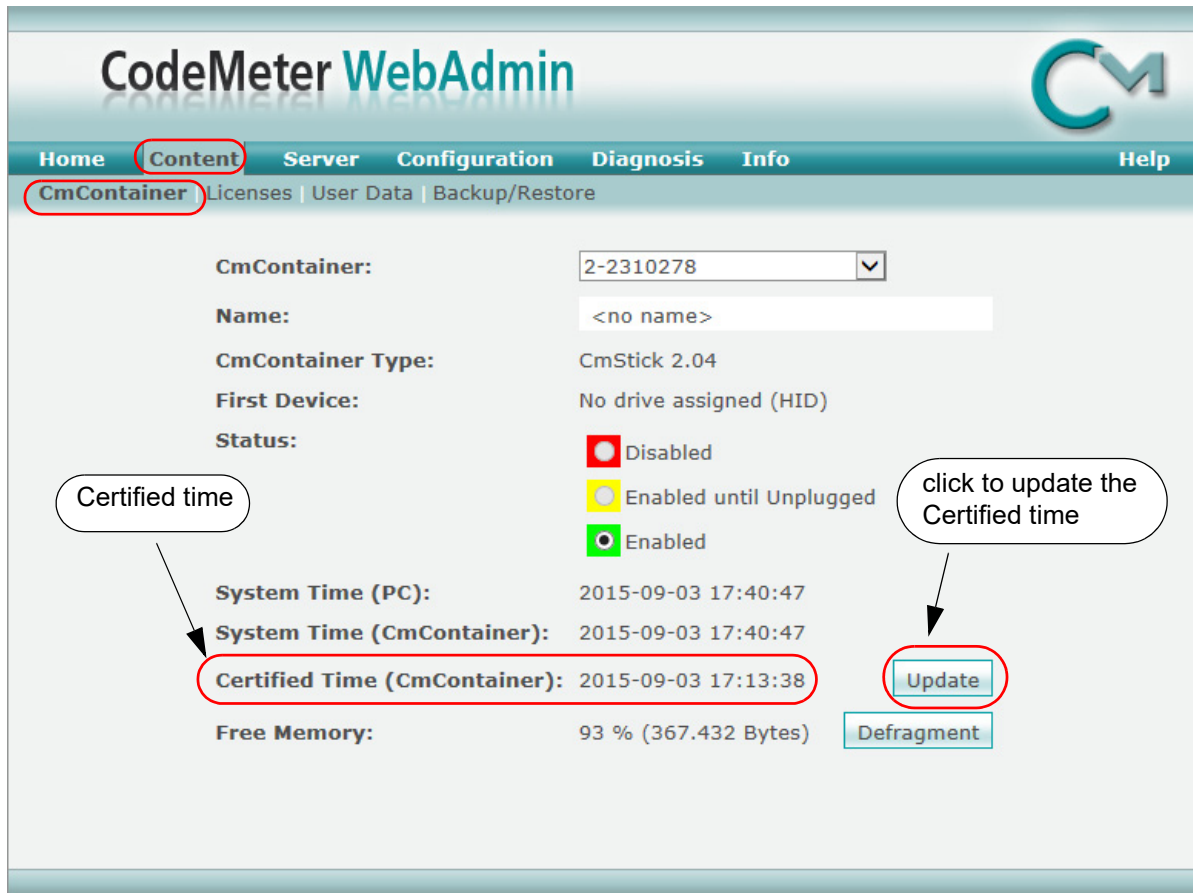 CodeMeter WebAdmin
CM
Home Content Server Configuration Diagnosis Info Help
CmContainer | Licenses | User Data | Backup/Restore
CmContainer: 2-2310278
Name: <no name>
CmContainer Type: CmStick 2.04
First Device: No drive assigned (HID)
Status: Disabled
Enabled until Unplugged
Enabled
Certified time
click to update the
Certified time
System Time (PC): 2015-09-03 17:40:47
System Time (CmContainer): 2015-09-03 17:40:47
Certified Time (CmContainer): 2015-09-03 17:13:38 Update
Free Memory: 93 % (367.432 Bytes) Defragment